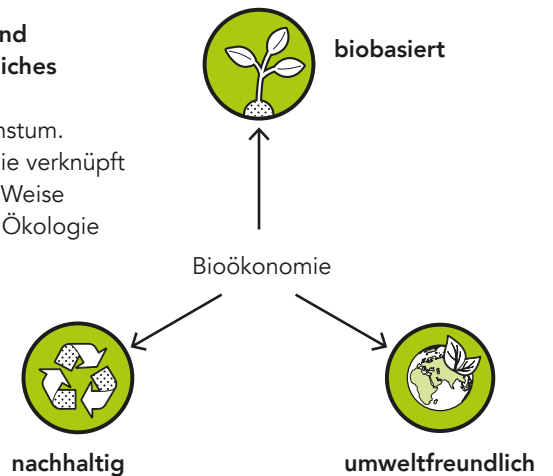 nd
iches
nstum.
ie verknüpft
Weise
Ökologie
biobasiert
Bioökonomie
nachhaltig
umweltfreundlich